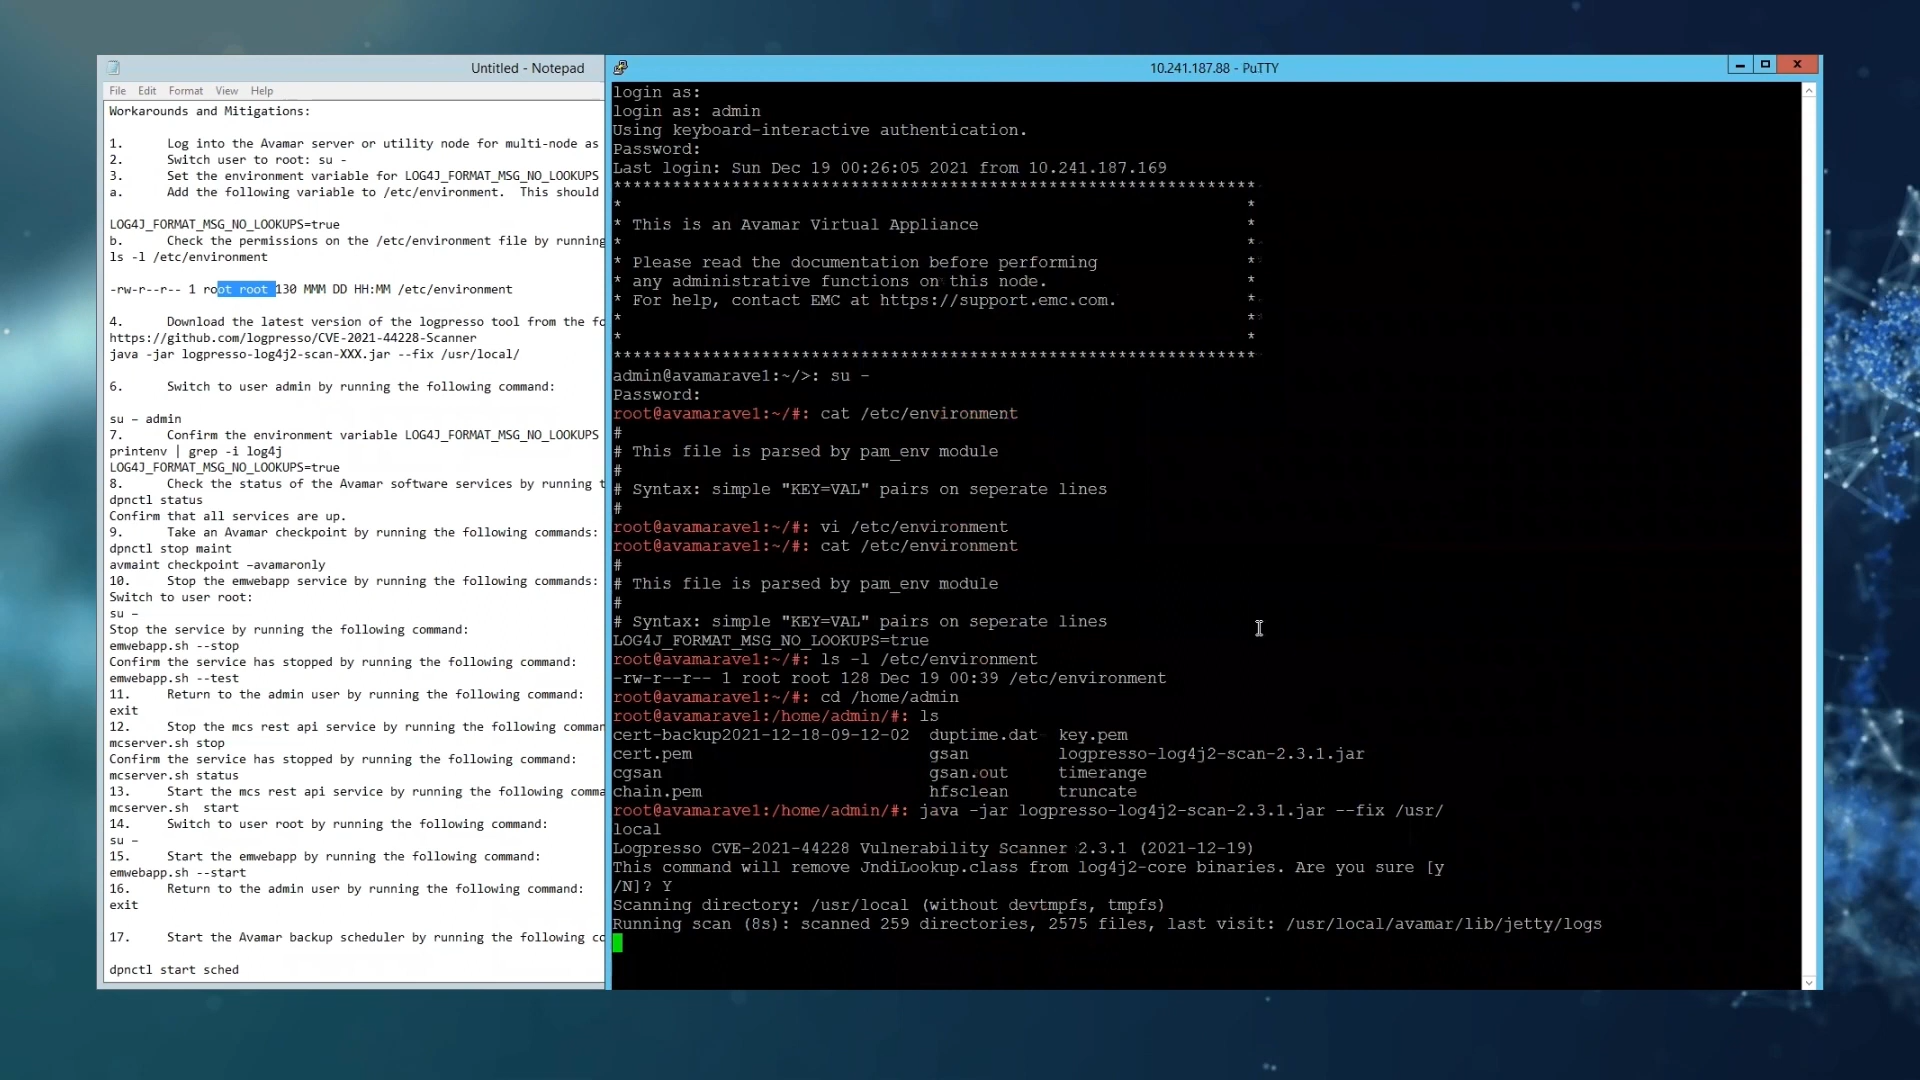 Untitled - Notepad
File Edit Format View Help
Workarounds and Mitigations:
1. Log into the Avamar server or utility node for multi-node as
2. Switch user to root: su -
3. Set the environment variable for LOG4J_FORMAT_MSG_NO_LOOKUPS
a. Add the following variable to /etc/environment. This should
LOG4J_FORMAT_MSG_NO_LOOKUPS=true
b. Check the permissions on the /etc/environment file by running
ls -l /etc/environment
-rw-r--r-- 1 root root 130 MMM DD HH:MM /etc/environment
4. Download the latest version of the logpresso tool from the fo
https://github.com/logpresso/CVE-2021-44228-Scanner
java -jar logpresso-log4j2-scan-XXX.jar --fix /usr/local/
6. Switch to user admin by running the following command:
su – admin
7. Confirm the environment variable LOG4J_FORMAT_MSG_NO_LOOKUPS
printenv | grep -i log4j
LOG4J_FORMAT_MSG_NO_LOOKUPS=true
8. Check the status of the Avamar software services by running t
dpnctl status
Confirm that all services are up.
9. Take an Avamar checkpoint by running the following commands:
dpnctl stop maint
avmaint checkpoint –avamaronly
10. Stop the emwebapp service by running the following commands:
Switch to user root:
su –
Stop the service by running the following command:
emwebapp.sh --stop
Confirm the service has stopped by running the following command:
emwebapp.sh --test
11. Return to the admin user by running the following command:
exit
12. Stop the mcs rest api service by running the following comman
mcserver.sh stop
Confirm the service has stopped by running the following command:
mcserver.sh status
13. Start the mcs rest api service by running the following comma
mcserver.sh start
14. Switch to user root by running the following command:
su –
15. Start the emwebapp by running the following command:
emwebapp.sh --start
16. Return to the admin user by running the following command:
exit
17. Start the Avamar backup scheduler by running the following co
dpnctl start sched
10.241.187.88 - PuTTY
login as:
login as: admin
Using keyboard-interactive authentication.
Password:
Last login: Sun Dec 19 00:26:05 2021 from 10.241.187.169
*****************************************************************
* *
* This is an Avamar Virtual Appliance *
* *
* Please read the documentation before performing *
* any administrative functions on this node. *
* For help, contact EMC at https://support.emc.com. *
* *
* *
*****************************************************************
admin@avamarave1:~/>: su -
Password:
root@avamarave1:~/#: cat /etc/environment
#
# This file is parsed by pam_env module
#
# Syntax: simple "KEY=VAL" pairs on seperate lines
#
root@avamarave1:~/#: vi /etc/environment
root@avamarave1:~/#: cat /etc/environment
#
# This file is parsed by pam_env module
#
# Syntax: simple "KEY=VAL" pairs on seperate lines
LOG4J_FORMAT_MSG_NO_LOOKUPS=true
root@avamarave1:~/#: ls -l /etc/environment
-rw-r--r-- 1 root root 128 Dec 19 00:39 /etc/environment
root@avamarave1:~/#: cd /home/admin
root@avamarave1:/home/admin/#: ls
cert-backup2021-12-18-09-12-02 duptime.dat key.pem
cert.pem gsan logpresso-log4j2-scan-2.3.1.jar
cgsan gsan.out timerange
chain.pem hfsclean truncate
root@avamarave1:/home/admin/#: java -jar logpresso-log4j2-scan-2.3.1.jar --fix /usr/
local
Logpresso CVE-2021-44228 Vulnerability Scanner 2.3.1 (2021-12-19)
This command will remove JndiLookup.class from log4j2-core binaries. Are you sure [y
/N]? Y
Scanning directory: /usr/local (without devtmpfs, tmpfs)
Running scan (8s): scanned 259 directories, 2575 files, last visit: /usr/local/avamar/lib/jetty/logs